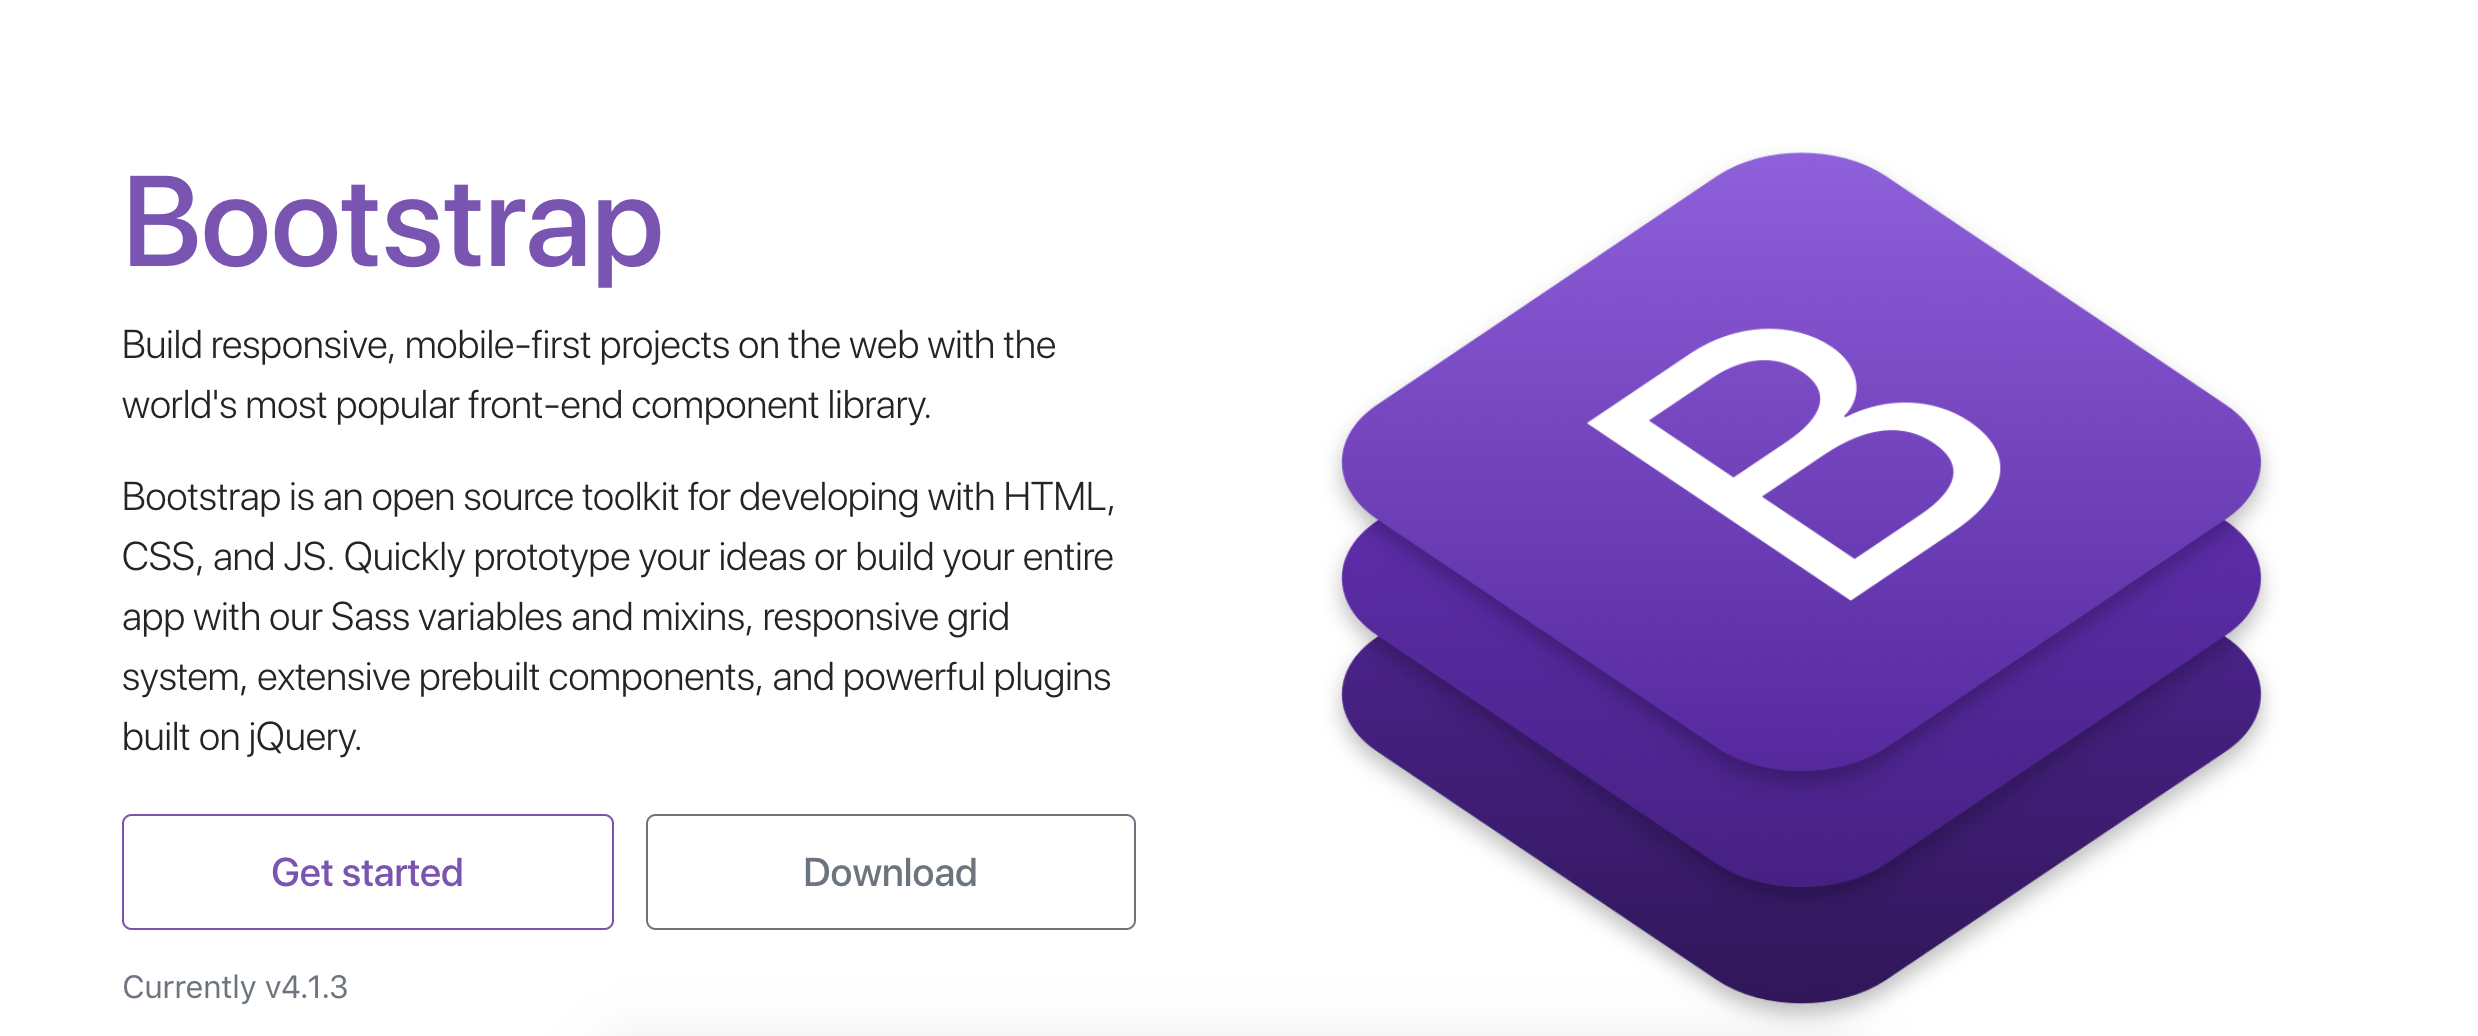 Bootstrap
Build responsive, mobile-first projects on the web with the
world's most popular front-end component library.
Bootstrap is an open source toolkit for developing with HTML,
CSS, and JS. Quickly prototype your ideas or build your entire
app with our Sass variables and mixins, responsive grid
system, extensive prebuilt components, and powerful plugins
built on jQuery.
Get started
Download
Currently v4.1.3
B